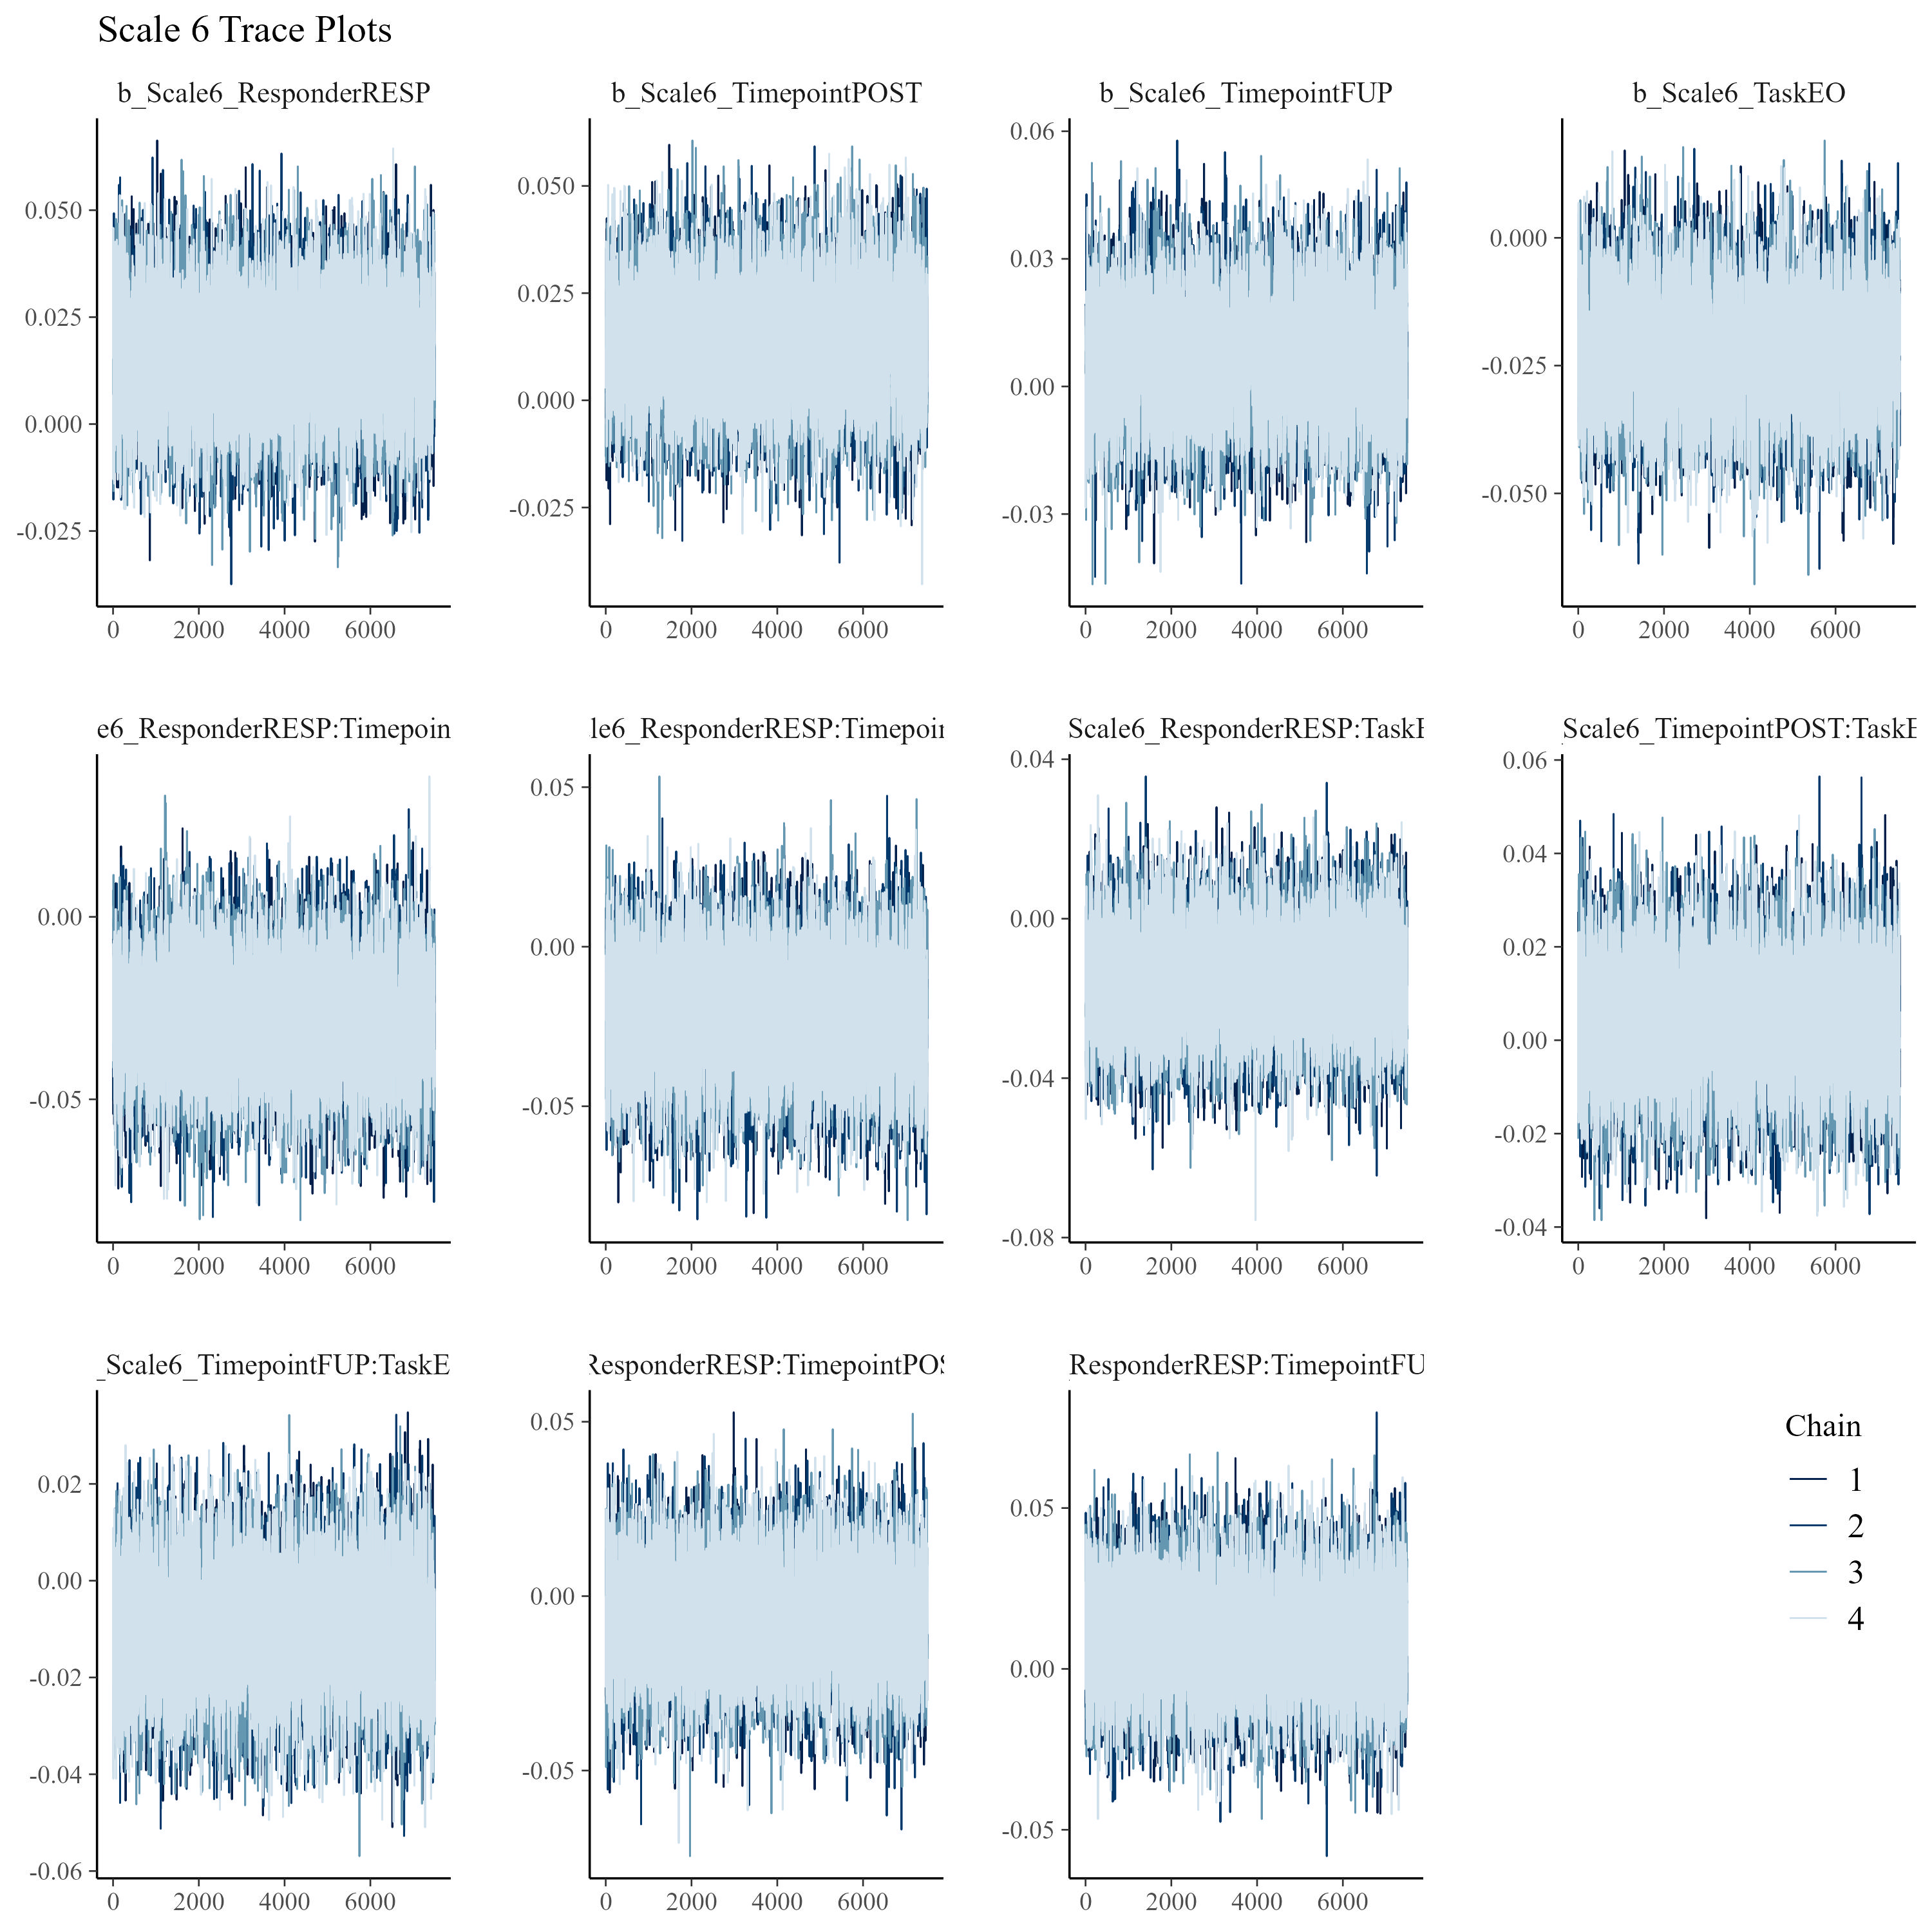 Scale 6 Trace Plots
b_Scale6_ResponderRESP b_Scale6_TimepointPOST b_Scale6_TimepointFUP b_Scale6_TaskEO
0.050
0.025
0.000
-0.025
0 2000 4000 6000
0.050
0.025
0.000
-0.025
0 2000 4000 6000
0.06
0.03
0.00
-0.03
0 2000 4000 6000
0.000
-0.025
-0.050
0 2000 4000 6000
e6_ResponderRESP:Timepoin le6_ResponderRESP:Timepoin Scale6_ResponderRESP:TaskE _Scale6_TimepointPOST:TaskE
0.00
-0.05
0 2000 4000 6000
0.05
0.00
-0.05
0 2000 4000 6000
0.04
0.00
-0.04
-0.08
0 2000 4000 6000
0.06
0.04
0.02
0.00
-0.02
-0.04
0 2000 4000 6000
_Scale6_TimepointFUP:TaskE ResponderRESP:TimepointPOS ResponderRESP:TimepointFU
0.02
0.00
-0.02
-0.04
-0.06
0 2000 4000 6000
0.05
0.00
-0.05
0 2000 4000 6000
0.05
0.00
-0.05
0 2000 4000 6000
Chain
1
2
3
4